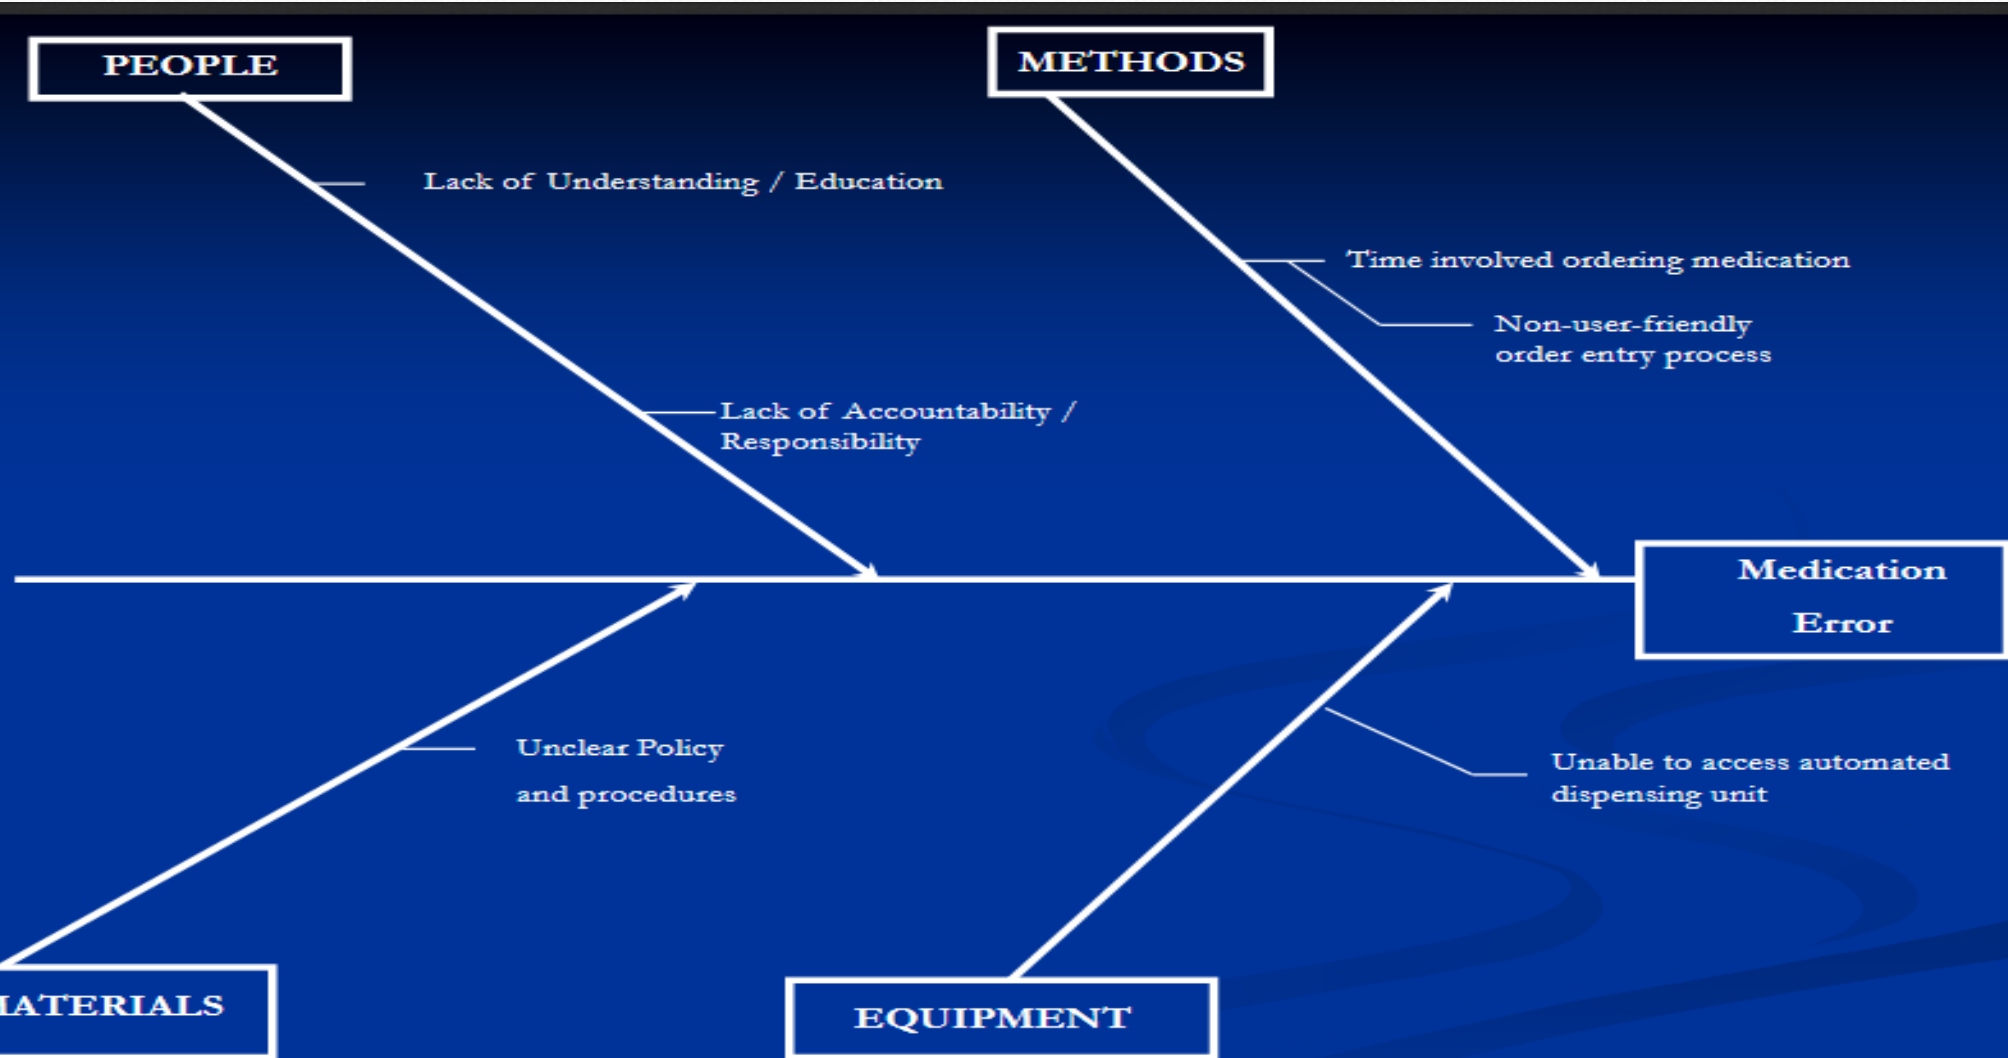 PEOPLE
METHODS
Lack of Understanding / Education
Time involved ordering medication
Non-user-friendly
order entry process
Lack of Accountability /
Responsibility
Medication
Error
Unclear Policy
and procedures
Unable to access automated
dispensing unit
MATERIALS
EQUIPMENT